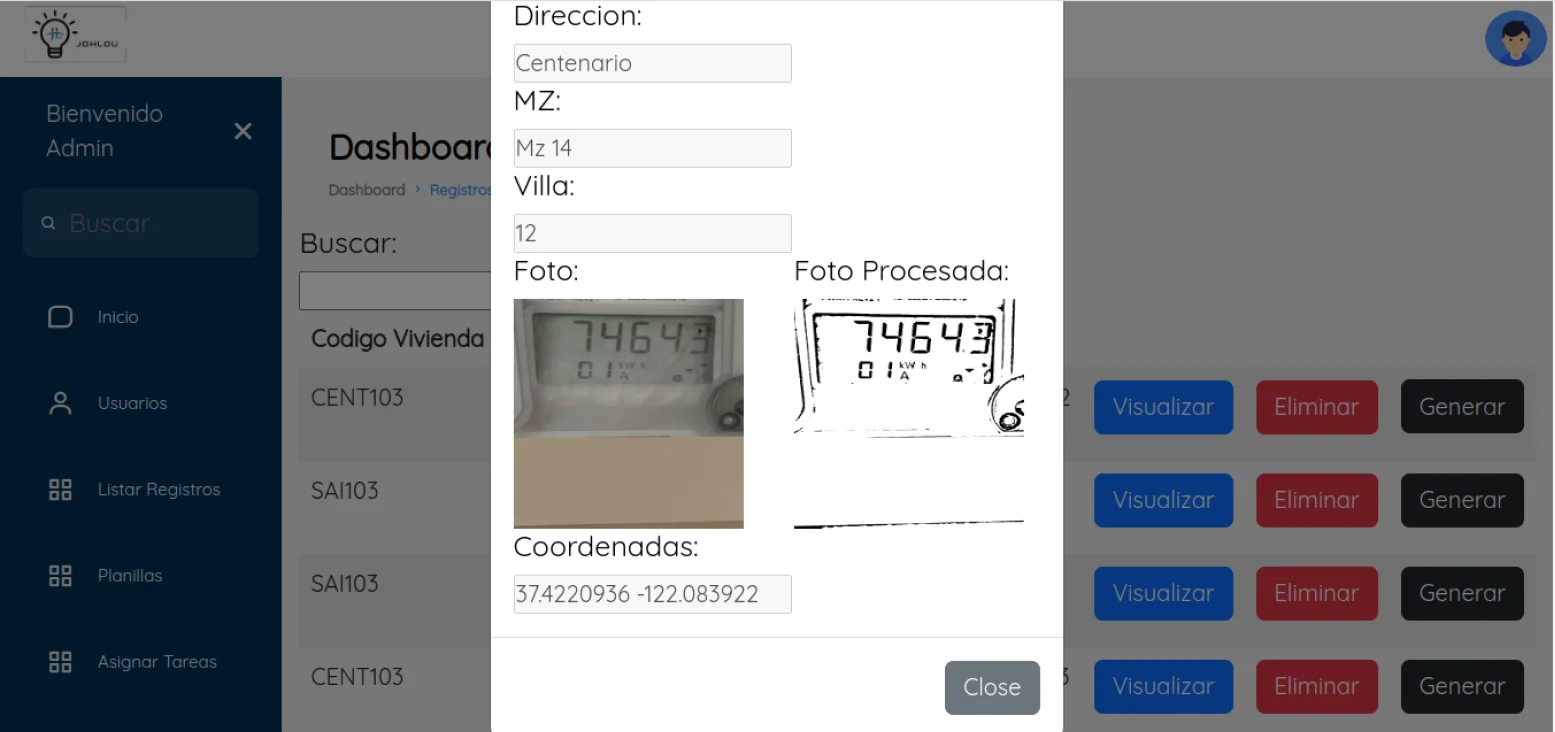 JDHLDU
Bienvenido
Admin
Buscar
Inicio
Usuarios
Listar Registros
Planillas
Asignar Tareas
Dashboard > Registros
Buscar:
Codigo Vivienda
CENT103
Visualizar Eliminar Generar
SAI103
Visualizar Eliminar Generar
SAI103
Visualizar Eliminar Generar
CENT103
Visualizar Eliminar Generar
Direccion:
Centenario
MZ:
Mz 14
Villa:
12
Foto: Foto Procesada:
74643 74643
01 kWh 01 kWh
A A
Coordenadas:
37.4220936 -122.083922
Close